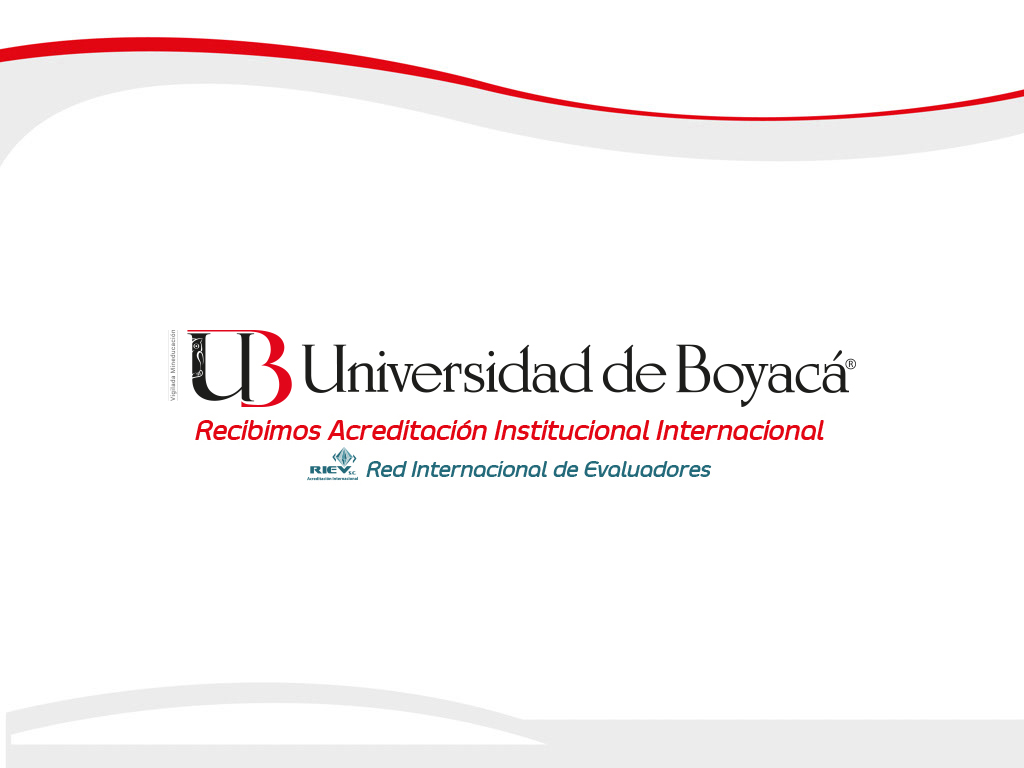 Vigilada Mineducación
UB Universidad de Boyacá®
Recibimos Acreditación Institucional Internacional
RIEV S.C. Red Internacional de Evaluadores
Acreditación Internacional